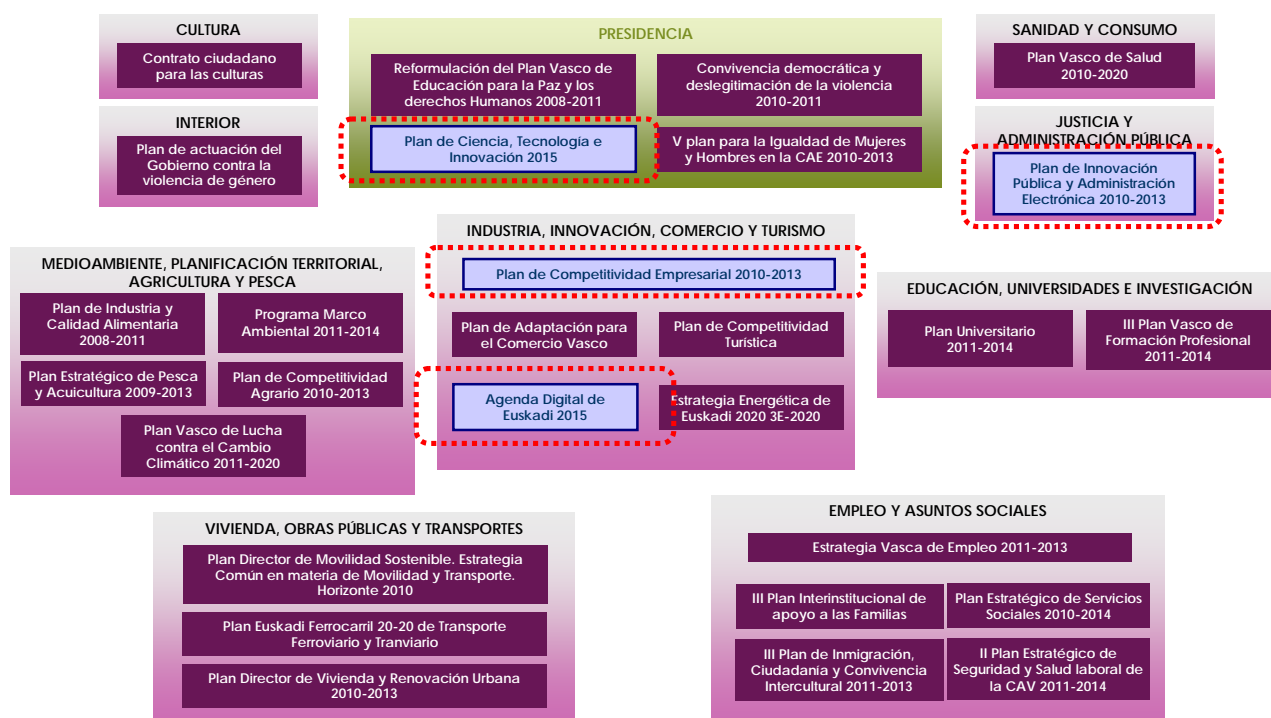 CULTURA
Contrato ciudadano
para las culturas
PRESIDENCIA
Reformulación del Plan Vasco de
Educación para la Paz y los
derechos Humanos 2008-2011
Convivencia democrática y
deslegitimación de la violencia
2010-2011
Plan de Ciencia, Tecnología e
Innovación 2015
V plan para la Igualdad de Mujeres
y Hombres en la CAE 2010-2013
SANIDAD Y CONSUMO
Plan Vasco de Salud
2010-2020
INTERIOR
Plan de actuación del
Gobierno contra la
violencia de género
JUSTICIA Y
ADMINISTRACIÓN PÚBLICA
Plan de Innovación
Pública y Administración
Electrónica 2010-2013
MEDIOAMBIENTE, PLANIFICACIÓN TERRITORIAL,
AGRICULTURA Y PESCA
Plan de Industria y
Calidad Alimentaria
2008-2011
Programa Marco
Ambiental 2011-2014
Plan Estratégico de Pesca
y Acuicultura 2009-2013
Plan de Competitividad
Agrario 2010-2013
Plan Vasco de Lucha
contra el Cambio
Climático 2011-2020
INDUSTRIA, INNOVACIÓN, COMERCIO Y TURISMO
Plan de Competitividad Empresarial 2010-2013
Plan de Adaptación para
el Comercio Vasco
Plan de Competitividad
Turística
Agenda Digital de
Euskadi 2015
Estrategia Energética de
Euskadi 2020 3E-2020
EDUCACIÓN, UNIVERSIDADES E INVESTIGACIÓN
Plan Universitario
2011-2014
III Plan Vasco de
Formación Profesional
2011-2014
VIVIENDA, OBRAS PÚBLICAS Y TRANSPORTES
Plan Director de Movilidad Sostenible. Estrategia
Común en materia de Movilidad y Transporte.
Horizonte 2010
Plan Euskadi Ferrocarril 20-20 de Transporte
Ferroviario y Tranviario
Plan Director de Vivienda y Renovación Urbana
2010-2013
EMPLEO Y ASUNTOS SOCIALES
Estrategia Vasca de Empleo 2011-2013
III Plan Interinstitucional de
apoyo a las Familias
Plan Estratégico de Servicios
Sociales 2010-2014
III Plan de Inmigración,
Ciudadanía y Convivencia
Intercultural 2011-2013
II Plan Estratégico de
Seguridad y Salud laboral de
la CAV 2011-2014